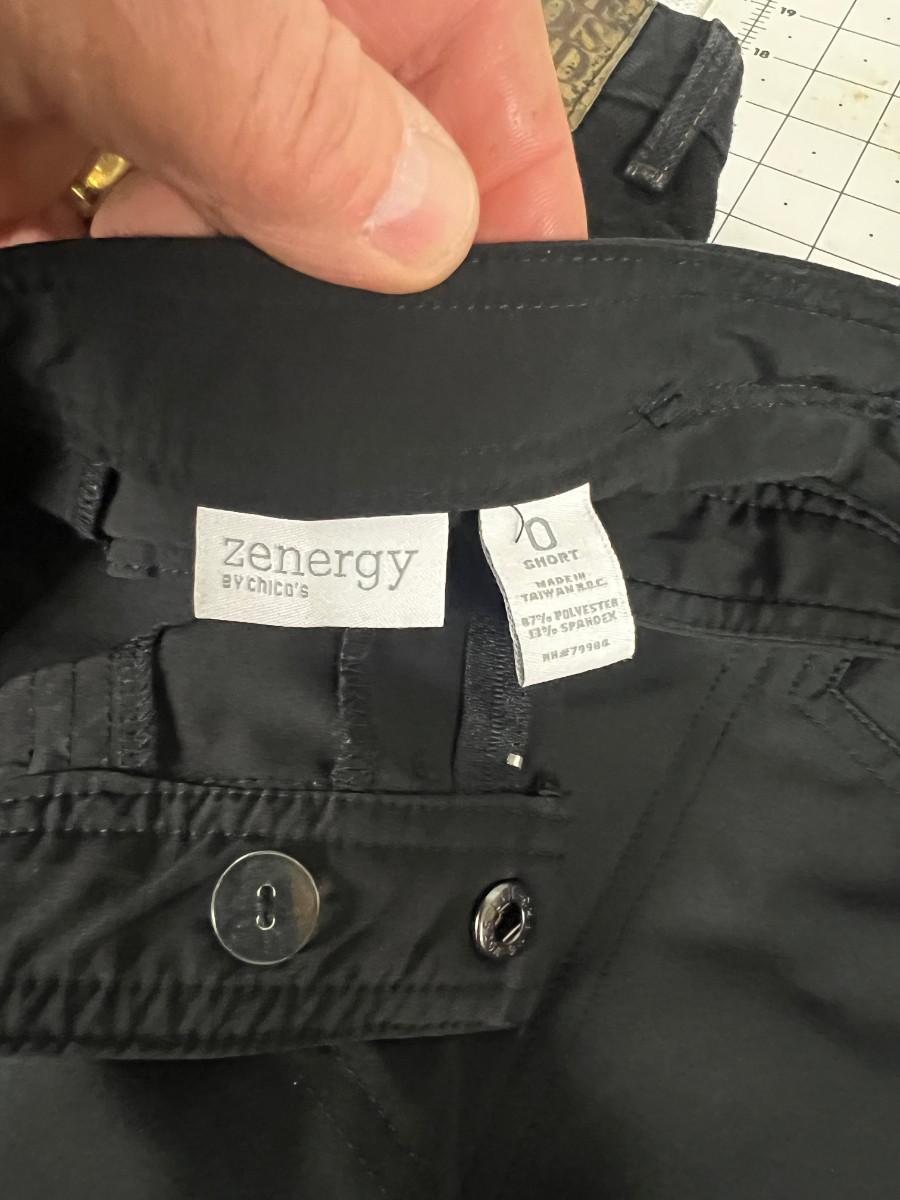 19
18
zenergy
BY CHICO'S
0
SHORT
MADE IN
TAIWAN R.O.C.
87% POLYESTER
13% SPANDEX
RN#79984